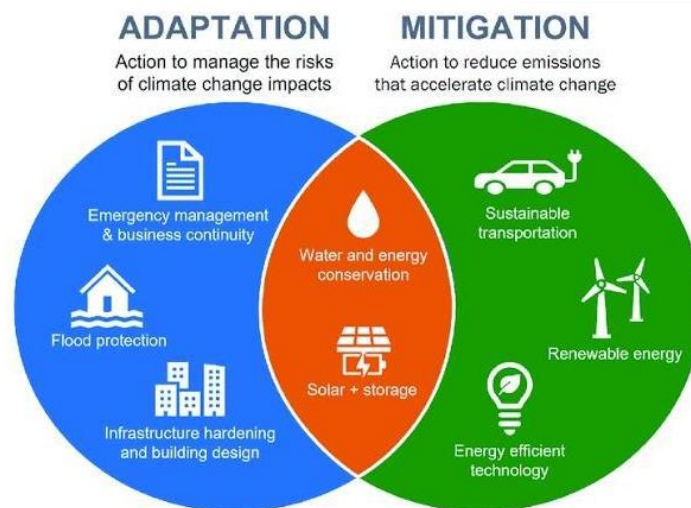 ADAPTATION
Action to manage the risks
of climate change impacts
MITIGATION
Action to reduce emissions
that accelerate climate change
Emergency management
& business continuity
Flood protection
Infrastructure hardening
and building design
Water and energy
conservation
Solar + storage
Sustainable
transportation
Renewable energy
Energy efficient
technology